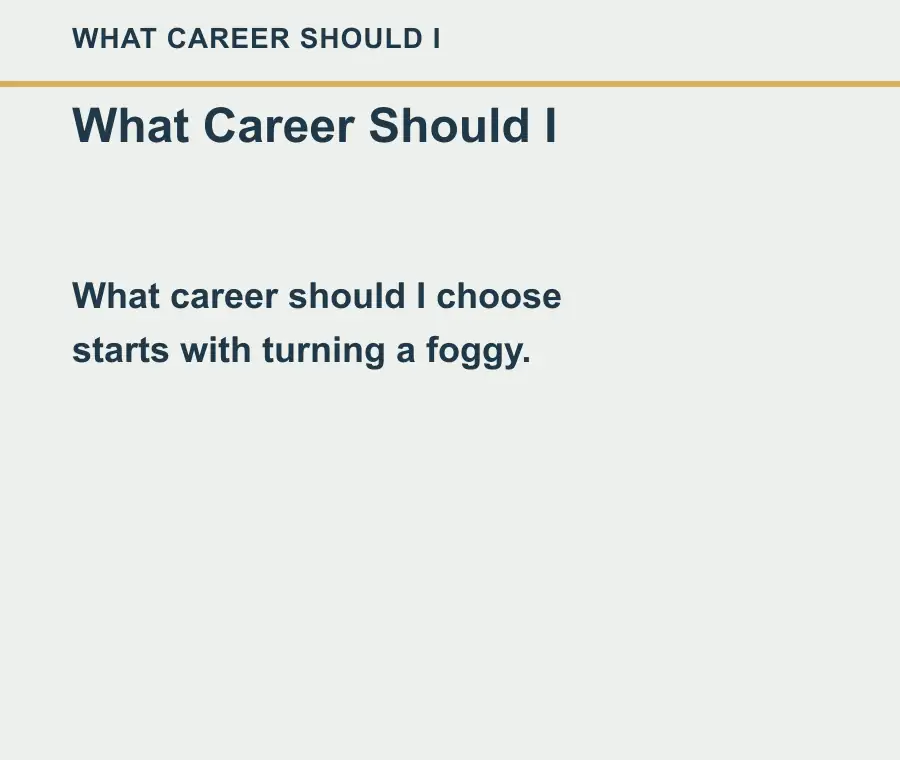 WHAT CAREER SHOULD I
What Career Should I
What career should I choose
starts with turning a foggy.